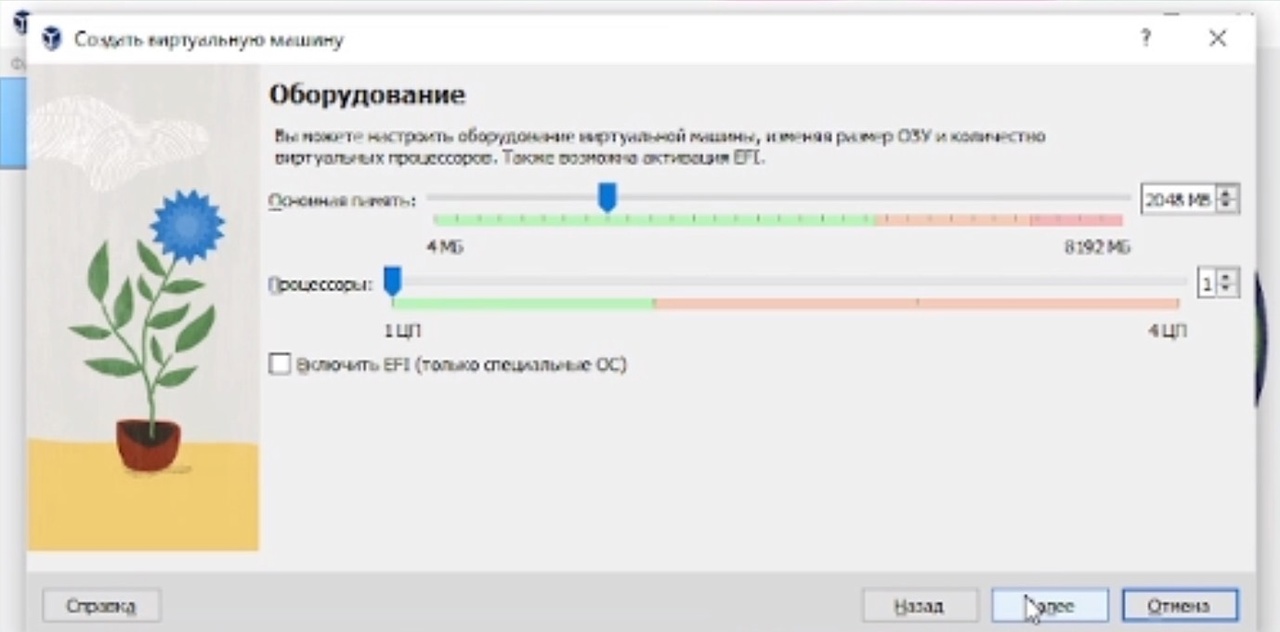 Создать виртуальную машину
?
Оборудование
Вы можете настроить оборудование виртуальной машины, изменяя размер ОЗУ и количество
виртуальных процессоров. Также возможна активация EFI.
Основная память:
2048 МБ
4 МБ
8192 МБ
Процессоры:
1
1 ЦП
4 ЦП
Включить EFI (только специальные ОС)
Справка
Назад
Далее
Отмена